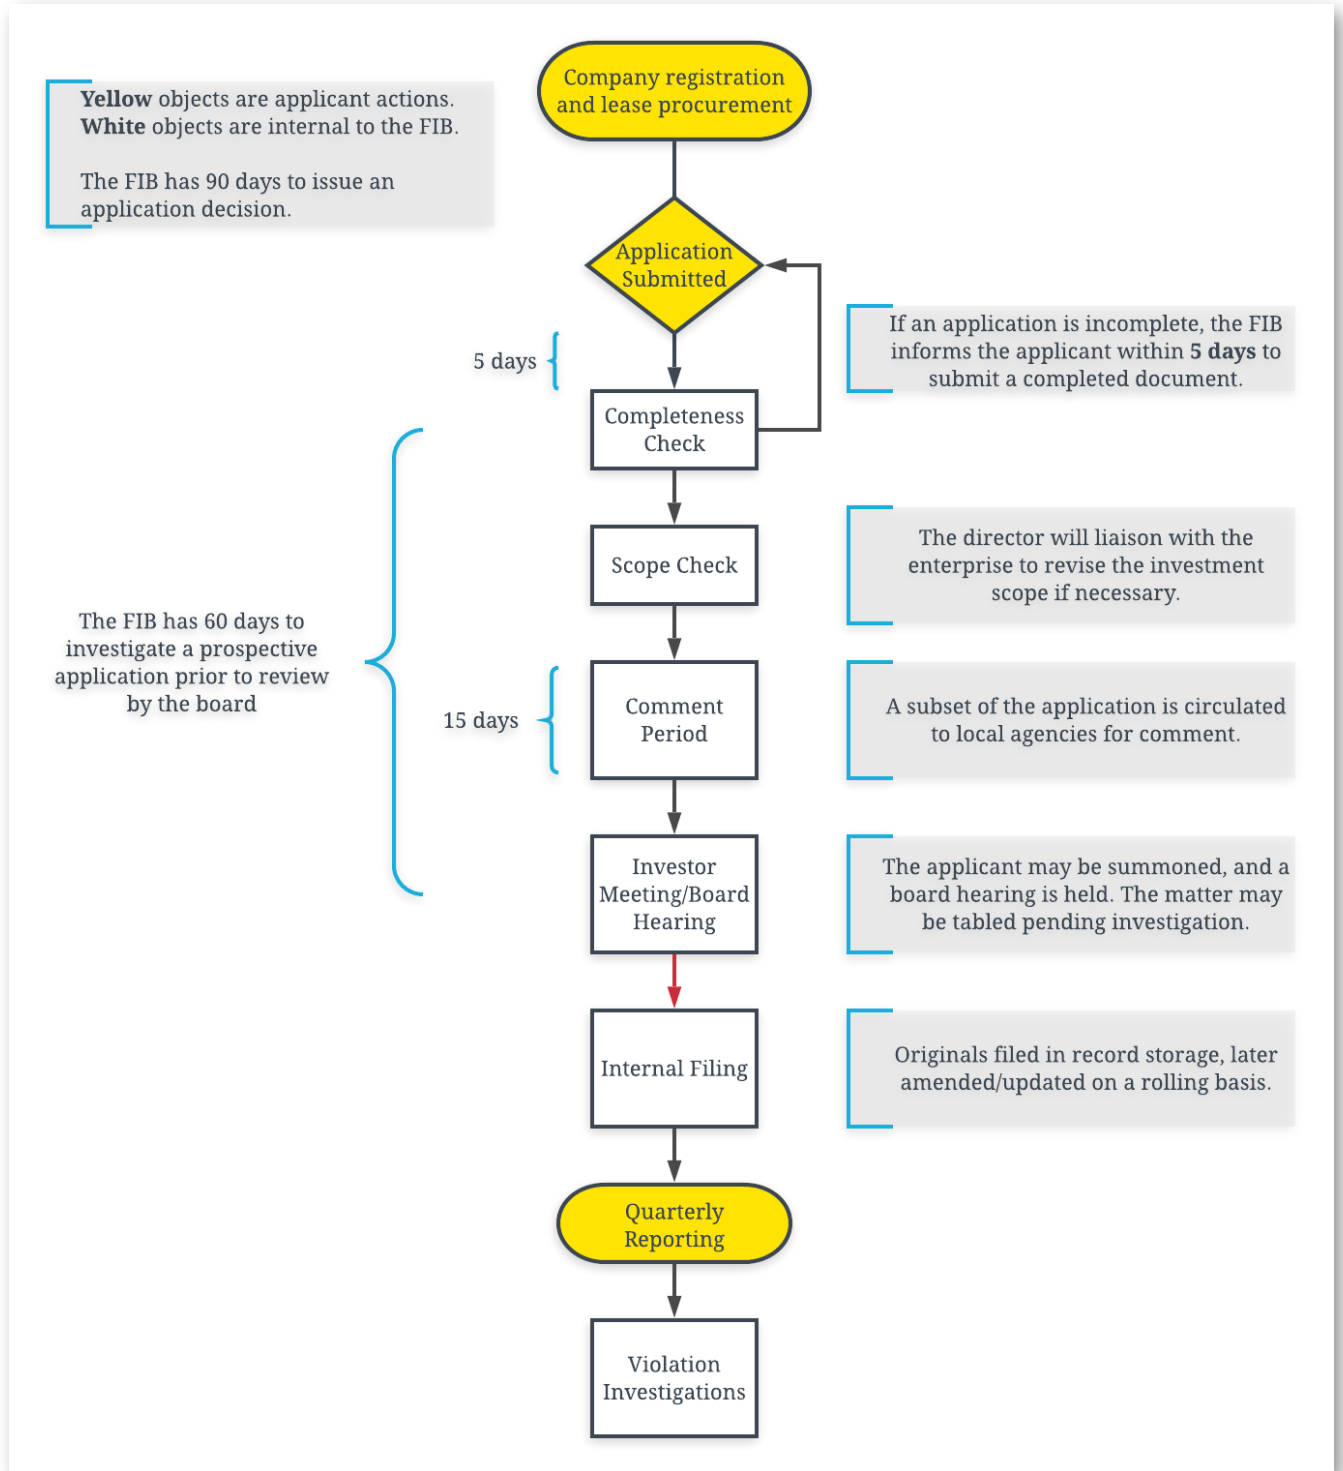 Company registration
and lease procurement
Yellow objects are applicant actions.
White objects are internal to the FIB.
The FIB has 90 days to issue an
application decision.
Application
Submitted
If an application is incomplete, the FIB
informs the applicant within 5 days to
submit a completed document.
5 days
Completeness
Check
Scope Check
The director will liaison with the
enterprise to revise the investment
scope if necessary.
The FIB has 60 days to
investigate a prospective
application prior to review
by the board
15 days
Comment
Period
A subset of the application is circulated
to local agencies for comment.
Investor
Meeting/Board
Hearing
The applicant may be summoned, and a
board hearing is held. The matter may
be tabled pending investigation.
Internal Filing
Originals filed in record storage, later
amended/updated on a rolling basis.
Quarterly
Reporting
Violation
Investigations